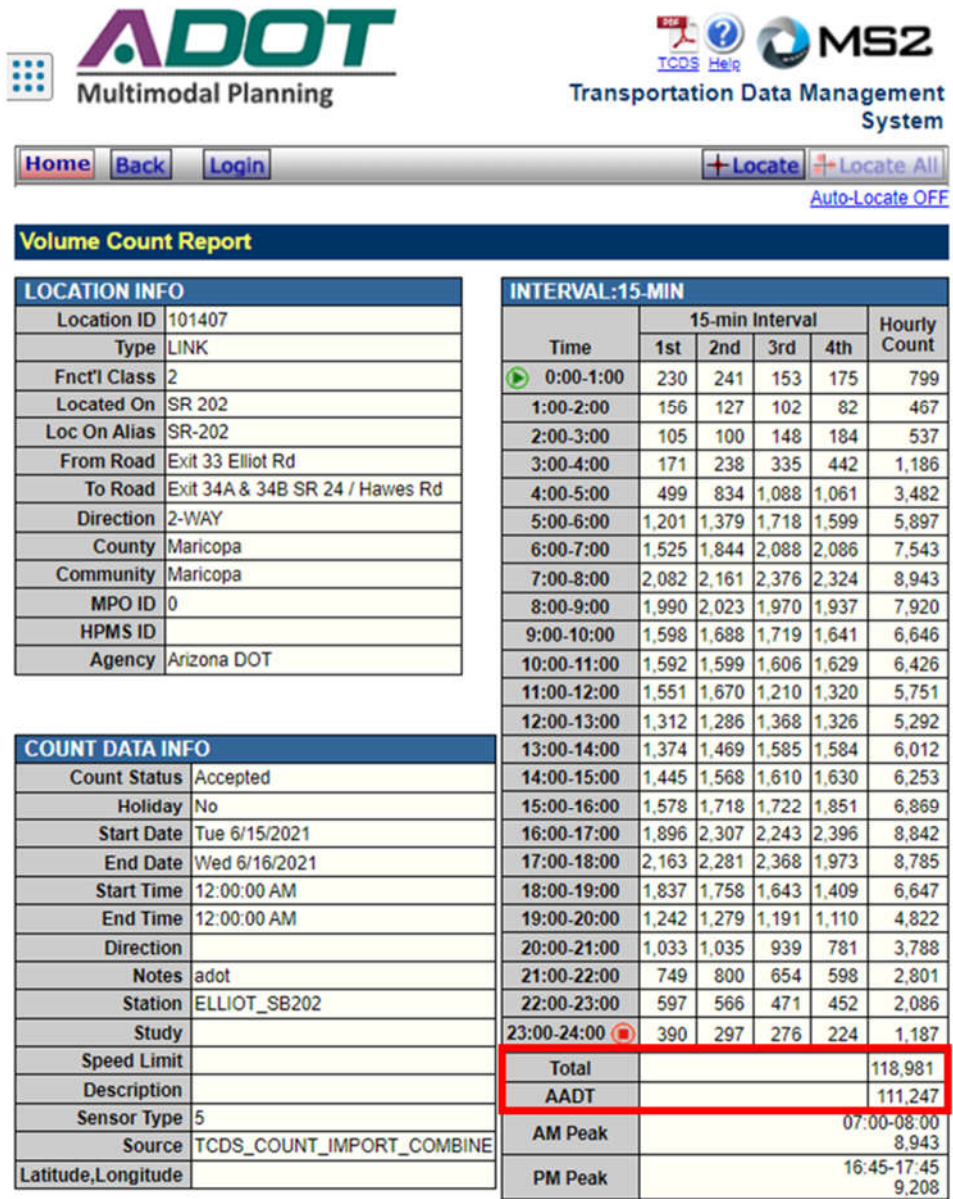 ADOT
Multimodal Planning
PDF
TCDS
?
Help
MS2
Transportation Data Management
System
Home Back Login Locate Locate All
Auto-Locate OFF
Volume Count Report
LOCATION INFO
Location ID 101407
Type LINK
Fnct'l Class 2
Located On SR 202
Loc On Alias SR-202
From Road Exit 33 Elliot Rd
To Road Exit 34A & 34B SR 24 / Hawes Rd
Direction 2-WAY
County Maricopa
Community Maricopa
MPO ID 0
HPMS ID
Agency Arizona DOT
COUNT DATA INFO
Count Status Accepted
Holiday No
Start Date Tue 6/15/2021
End Date Wed 6/16/2021
Start Time 12:00:00 AM
End Time 12:00:00 AM
Direction
Notes adot
Station ELLIOT_SB202
Study
Speed Limit
Description
Sensor Type 5
Source TCDS_COUNT_IMPORT_COMBINE
Latitude,Longitude
INTERVAL:15-MIN
15-min Interval
Hourly
Count
Time 1st 2nd 3rd 4th
0:00-1:00 230 241 153 175 799
1:00-2:00 156 127 102 82 467
2:00-3:00 105 100 148 184 537
3:00-4:00 171 238 335 442 1,186
4:00-5:00 499 834 1,088 1,061 3,482
5:00-6:00 1,201 1,379 1,718 1,599 5,897
6:00-7:00 1,525 1,844 2,088 2,086 7,543
7:00-8:00 2,082 2,161 2,376 2,324 8,943
8:00-9:00 1,990 2,023 1,970 1,937 7,920
9:00-10:00 1,598 1,688 1,719 1,641 6,646
10:00-11:00 1,592 1,599 1,606 1,629 6,426
11:00-12:00 1,551 1,670 1,210 1,320 5,751
12:00-13:00 1,312 1,286 1,368 1,326 5,292
13:00-14:00 1,374 1,469 1,585 1,584 6,012
14:00-15:00 1,445 1,568 1,610 1,630 6,253
15:00-16:00 1,578 1,718 1,722 1,851 6,869
16:00-17:00 1,896 2,307 2,243 2,396 8,842
17:00-18:00 2,163 2,281 2,368 1,973 8,785
18:00-19:00 1,837 1,758 1,643 1,409 6,647
19:00-20:00 1,242 1,279 1,191 1,110 4,822
20:00-21:00 1,033 1,035 939 781 3,788
21:00-22:00 749 800 654 598 2,801
22:00-23:00 597 566 471 452 2,086
23:00-24:00 390 297 276 224 1,187
Total 118,981
AADT 111,247
AM Peak 07:00-08:00
8,943
PM Peak 16:45-17:45
9,208